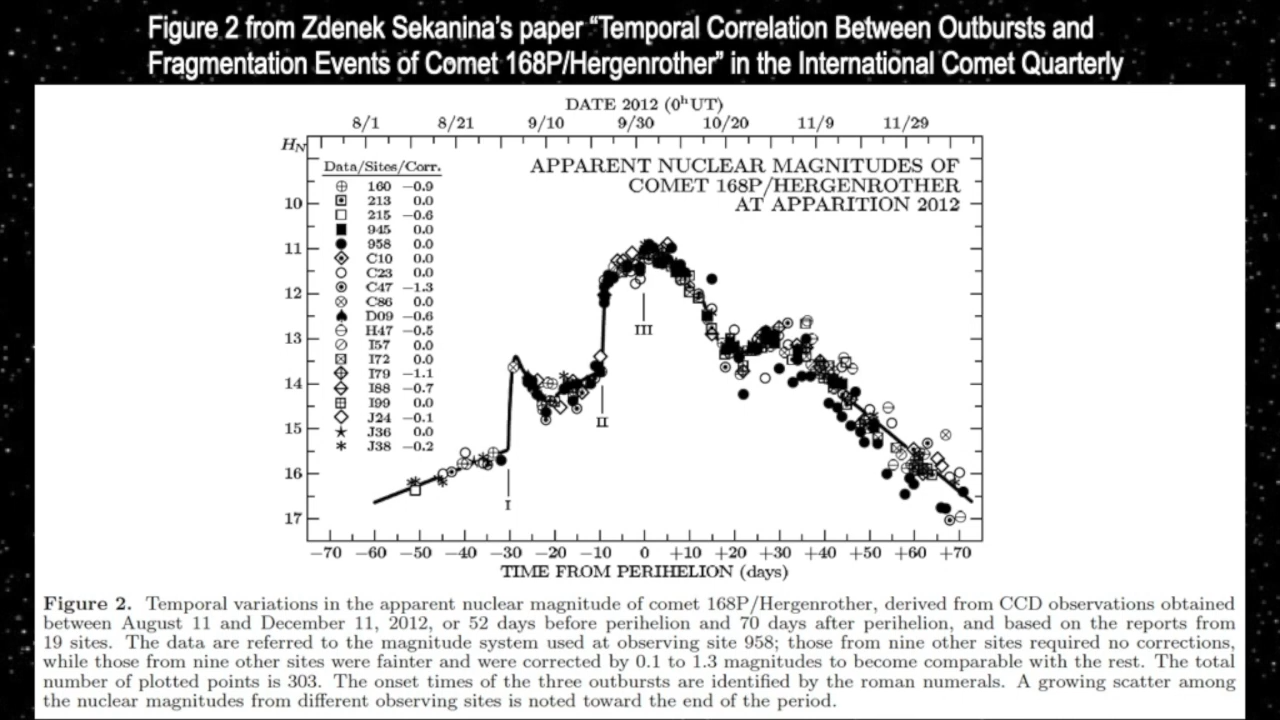 Figure 2 from Zdenek Sekanina's paper “Temporal Correlation Between Outbursts and
Fragmentation Events of Comet 168P/Hergenrother” in the International Comet Quarterly
DATE 2012 (0ʰ UT)
8/1 8/21 9/10 9/30 10/20 11/9 11/29
H_N
Data/Sites/Corr.
160 −0.9
213 0.0
215 −0.6
945 0.0
958 0.0
C10 0.0
C23 0.0
C47 −1.3
C86 0.0
D09 −0.6
H47 −0.5
I57 0.0
I72 0.0
I79 −1.1
I88 −0.7
I99 0.0
J24 −0.1
J36 0.0
J38 −0.2
APPARENT NUCLEAR MAGNITUDES OF
COMET 168P/HERGENROTHER
AT APPARITION 2012
10
11
12
13
14
15
16
17
I
II
III
−70 −60 −50 −40 −30 −20 −10 0 +10 +20 +30 +40 +50 +60 +70
TIME FROM PERIHELION (days)
Figure 2. Temporal variations in the apparent nuclear magnitude of comet 168P/Hergenrother, derived from CCD observations obtained
between August 11 and December 11, 2012, or 52 days before perihelion and 70 days after perihelion, and based on the reports from
19 sites. The data are referred to the magnitude system used at observing site 958; those from nine other sites required no corrections,
while those from nine other sites were fainter and were corrected by 0.1 to 1.3 magnitudes to become comparable with the rest. The total
number of plotted points is 303. The onset times of the three outbursts are identified by the roman numerals. A growing scatter among
the nuclear magnitudes from different observing sites is noted toward the end of the period.